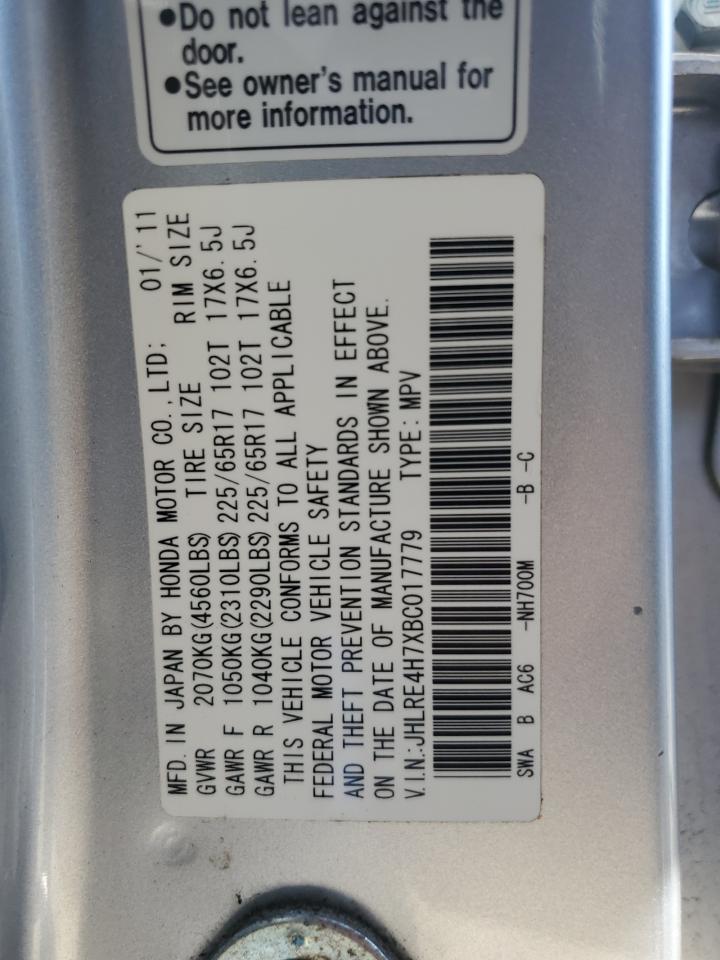 ●Do not lean against the
door.
●See owner's manual for
more information.
MFD. IN JAPAN BY HONDA MOTOR CO., LTD; 01/'11
GVWR 2070KG(4560LBS) TIRE SIZE RIM SIZE
GAWR F 1050KG(2310LBS) 225/65R17 102T 17X6.5J
GAWR R 1040KG(2290LBS) 225/65R17 102T 17X6.5J
THIS VEHICLE CONFORMS TO ALL APPLICABLE
FEDERAL MOTOR VEHICLE SAFETY
AND THEFT PREVENTION STANDARDS IN EFFECT
ON THE DATE OF MANUFACTURE SHOWN ABOVE.
V.I.N.:JHLRE4H7XBC017779 TYPE: MPV
SWA B AC6 -NH700M -B -C